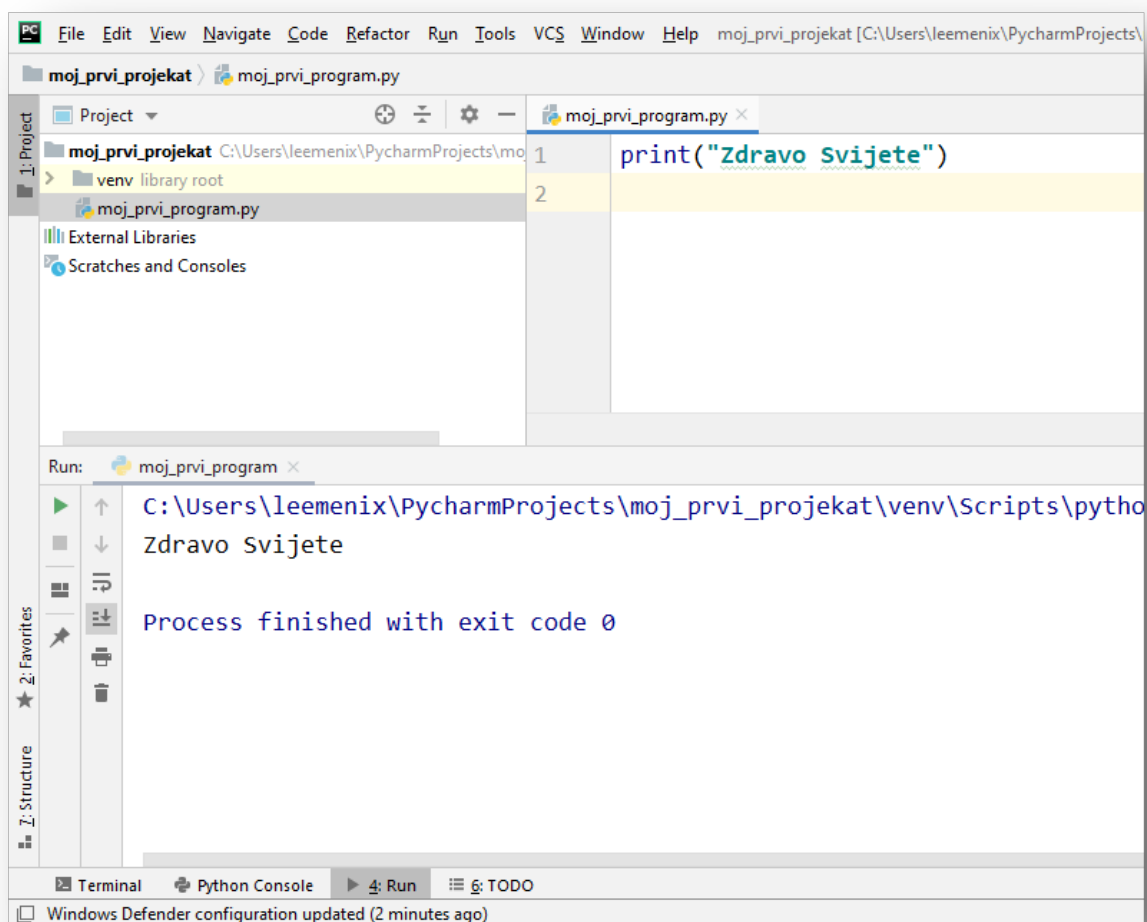 PC File Edit View Navigate Code Refactor Run Tools VCS Window Help moj_prvi_projekat [C:\Users\leemenix\PycharmProjects\
moj_prvi_projekat moj_prvi_program.py
1: Project
Project
moj_prvi_projekat C:\Users\leemenix\PycharmProjects\mo
venv library root
moj_prvi_program.py
External Libraries
Scratches and Consoles
moj_prvi_program.py
1 print("Zdravo Svijete")
2
Run: moj_prvi_program
C:\Users\leemenix\PycharmProjects\moj_prvi_projekat\venv\Scripts\pytho
Zdravo Svijete
Process finished with exit code 0
2: Favorites
7: Structure
Terminal Python Console 4: Run 6: TODO
Windows Defender configuration updated (2 minutes ago)